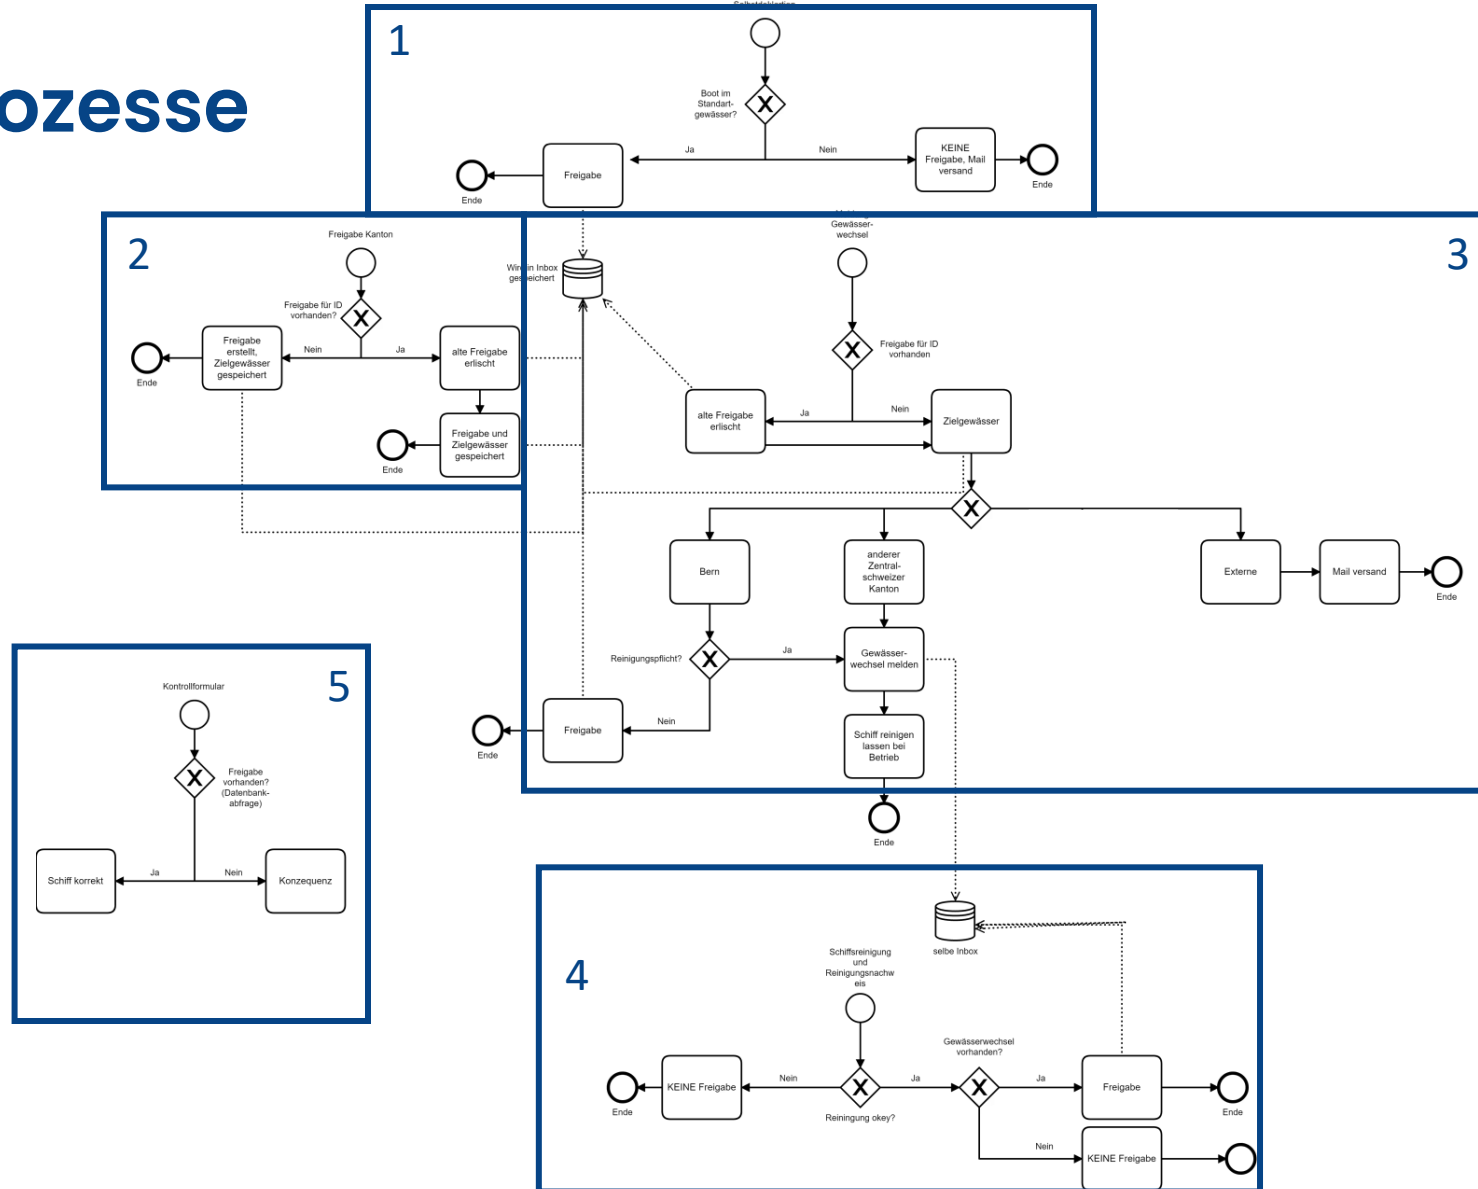 ozesse
1
Boot im
Standart-
gewässer?
Ja
Nein
Freigabe
KEINE
Freigabe, Mail
versand
Ende
Ende
2
Freigabe Kanton
Freigabe für ID
vorhanden?
Nein
Ja
Freigabe
erstellt,
Zielgewässer
gespeichert
alte Freigabe
erlischt
Ende
Freigabe und
Zielgewässer
gespeichert
Ende
Wird in Inbox
gespeichert
3
Gewässer-
wechsel
Freigabe für ID
vorhanden
Ja
Nein
alte Freigabe
erlischt
Zielgewässer
Bern
anderer
Zentral-
schweizer
Kanton
Externe
Mail versand
Ende
Reinigungspflicht?
Ja
Gewässer-
wechsel melden
Nein
Freigabe
Ende
Schiff reinigen
lassen bei
Betrieb
Ende
5
Kontrollformular
Freigabe
vorhanden?
(Datenbank-
abfrage)
Ja
Nein
Schiff korrekt
Konzequenz
4
selbe Inbox
Schiffsreinigung
und
Reinigungsnachw
eis
Gewässerwechsel
vorhanden?
Nein
Ja
Ja
KEINE Freigabe
Freigabe
Ende
Reiningung okey?
Ende
Nein
KEINE Freigabe